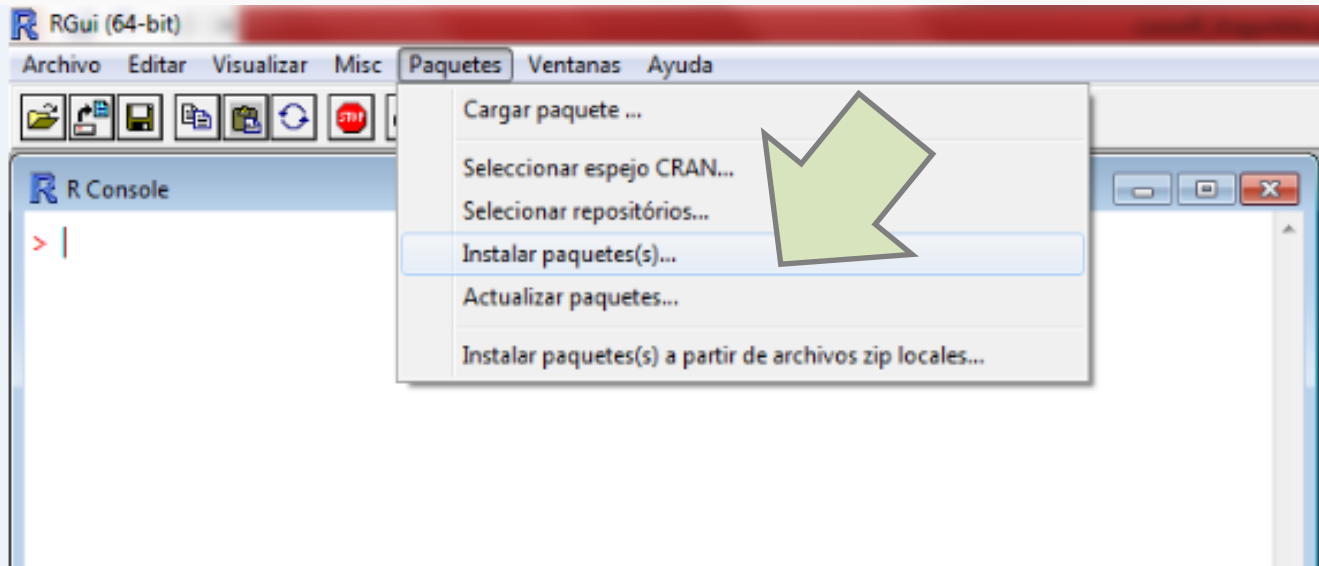 RGui (64-bit)
Archivo Editar Visualizar Misc Paquetes Ventanas Ayuda
STOP
Cargar paquete ...
Seleccionar espejo CRAN...
Selecionar repositórios...
Instalar paquetes(s)...
Actualizar paquetes...
Instalar paquetes(s) a partir de archivos zip locales...
R Console
>